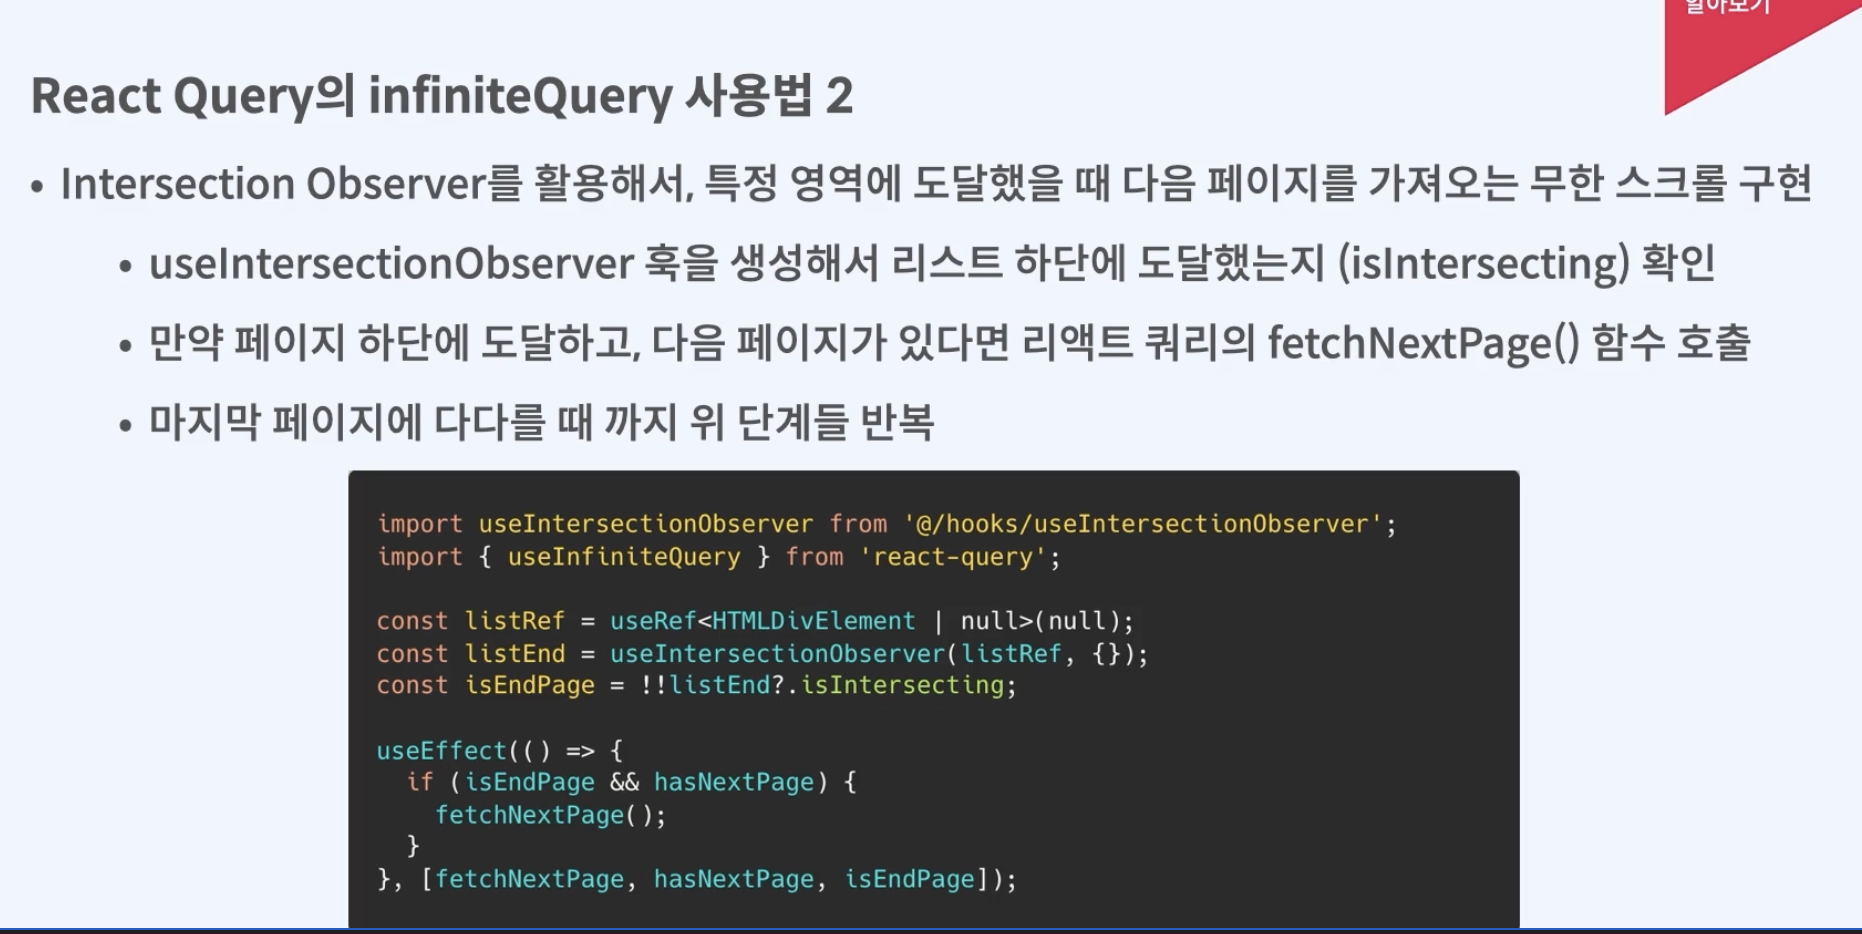 알아보기
React Query의 infiniteQuery 사용법 2
• Intersection Observer를 활용해서, 특정 영역에 도달했을 때 다음 페이지를 가져오는 무한 스크롤 구현
• useIntersectionObserver 훅을 생성해서 리스트 하단에 도달했는지 (isIntersecting) 확인
• 만약 페이지 하단에 도달하고, 다음 페이지가 있다면 리액트 쿼리의 fetchNextPage() 함수 호출
• 마지막 페이지에 다다를 때 까지 위 단계들 반복
import useIntersectionObserver from '@/hooks/useIntersectionObserver';
import { useInfiniteQuery } from 'react-query';
const listRef = useRef<HTMLDivElement | null>(null);
const listEnd = useIntersectionObserver(listRef, {});
const isEndPage = !!listEnd?.isIntersecting;
useEffect(() => {
  if (isEndPage && hasNextPage) {
    fetchNextPage();
  }
}, [fetchNextPage, hasNextPage, isEndPage]);